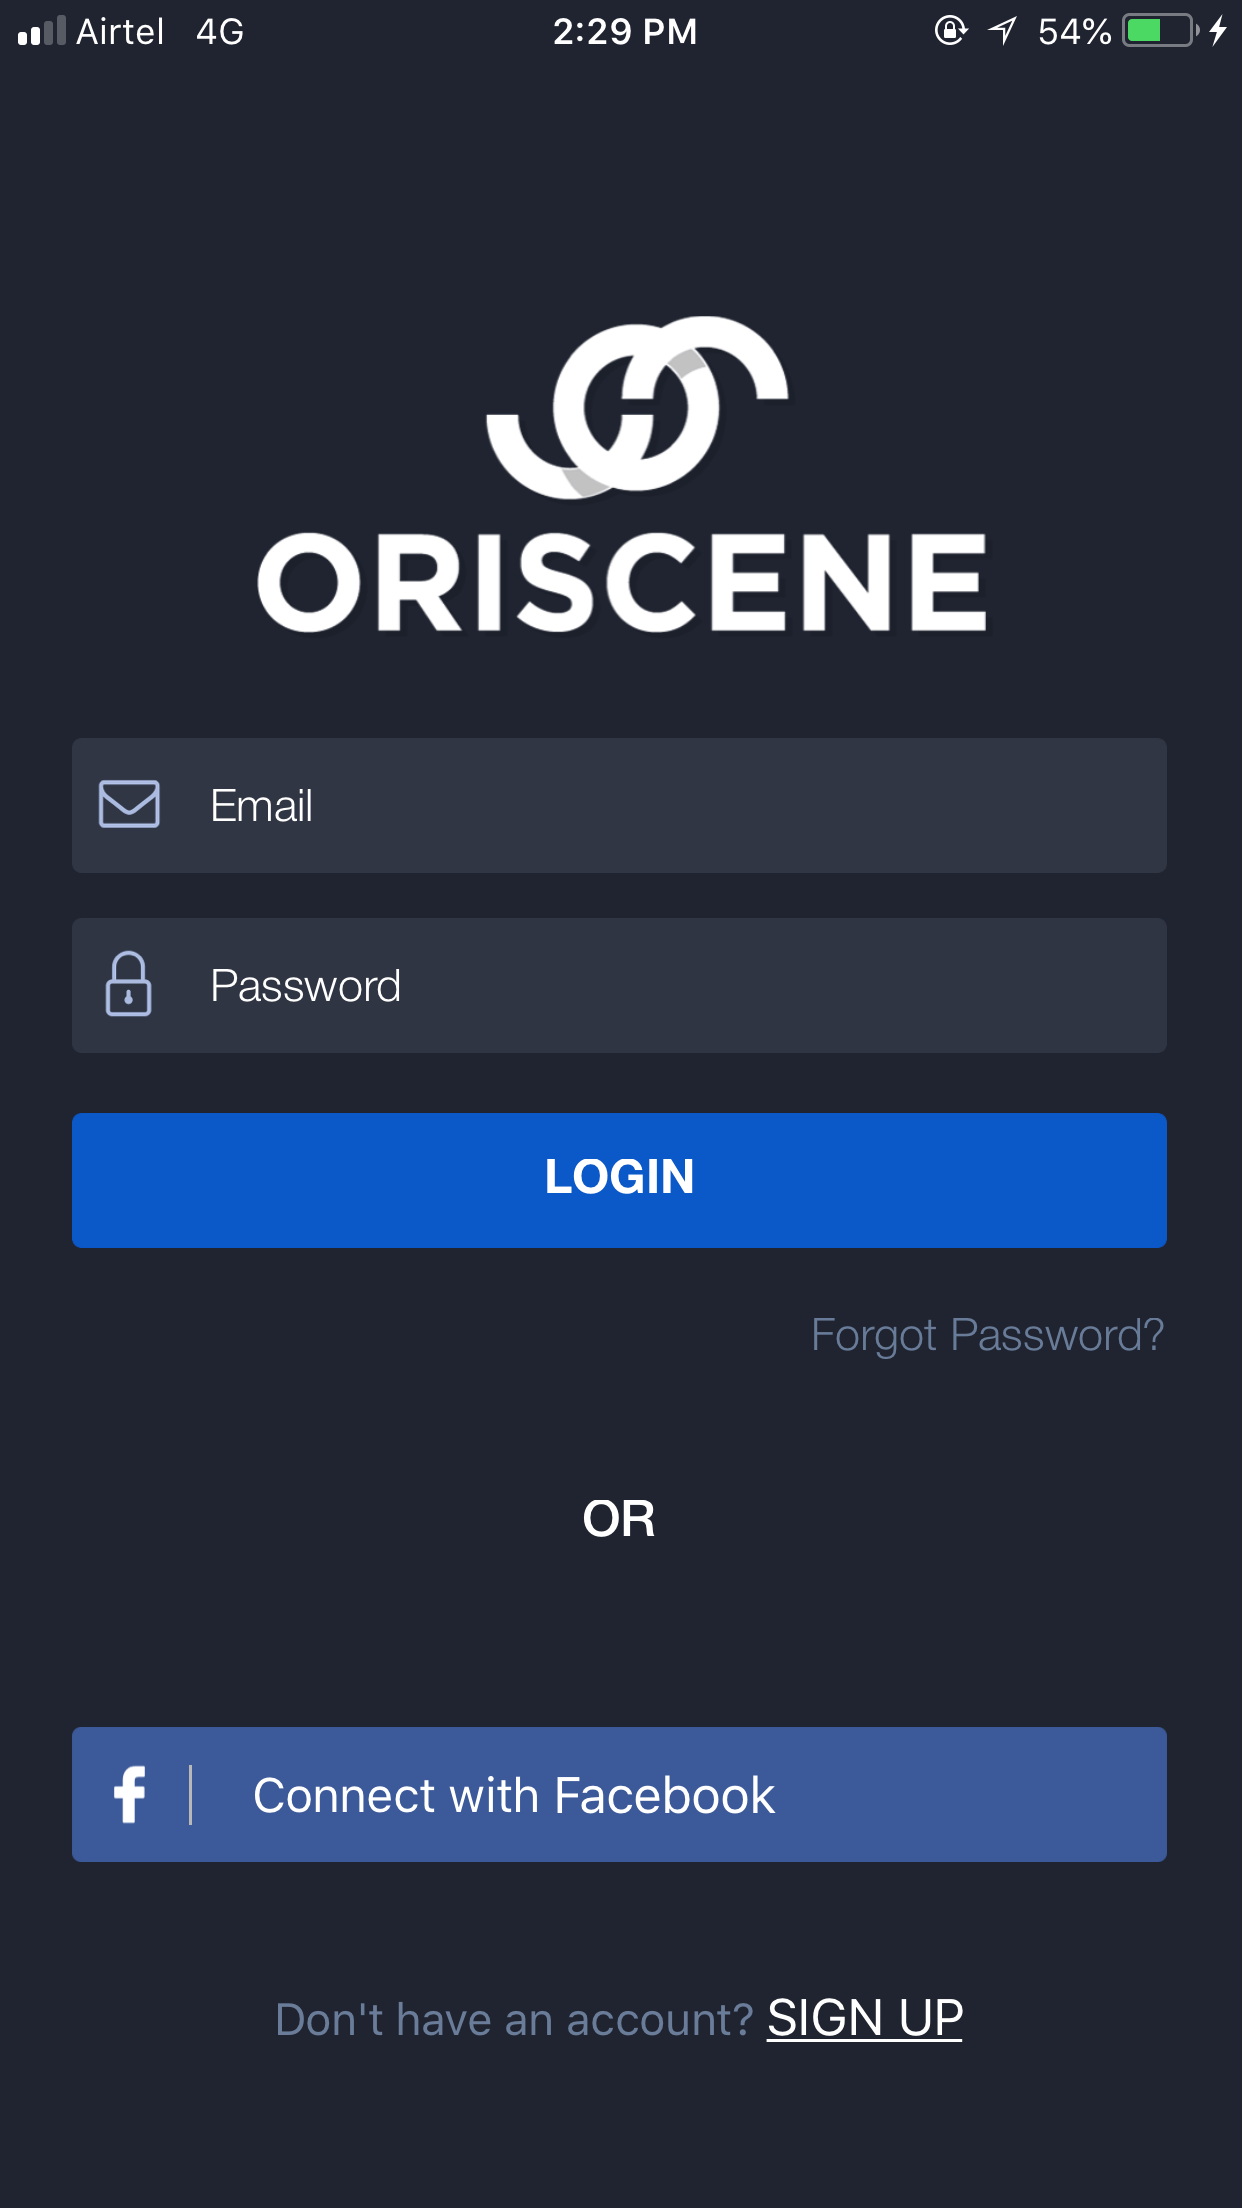 Airtel 4G 2:29 PM 54%
ORISCENE
Email
Password
LOGIN
Forgot Password?
OR
f Connect with Facebook
Don't have an account? SIGN UP